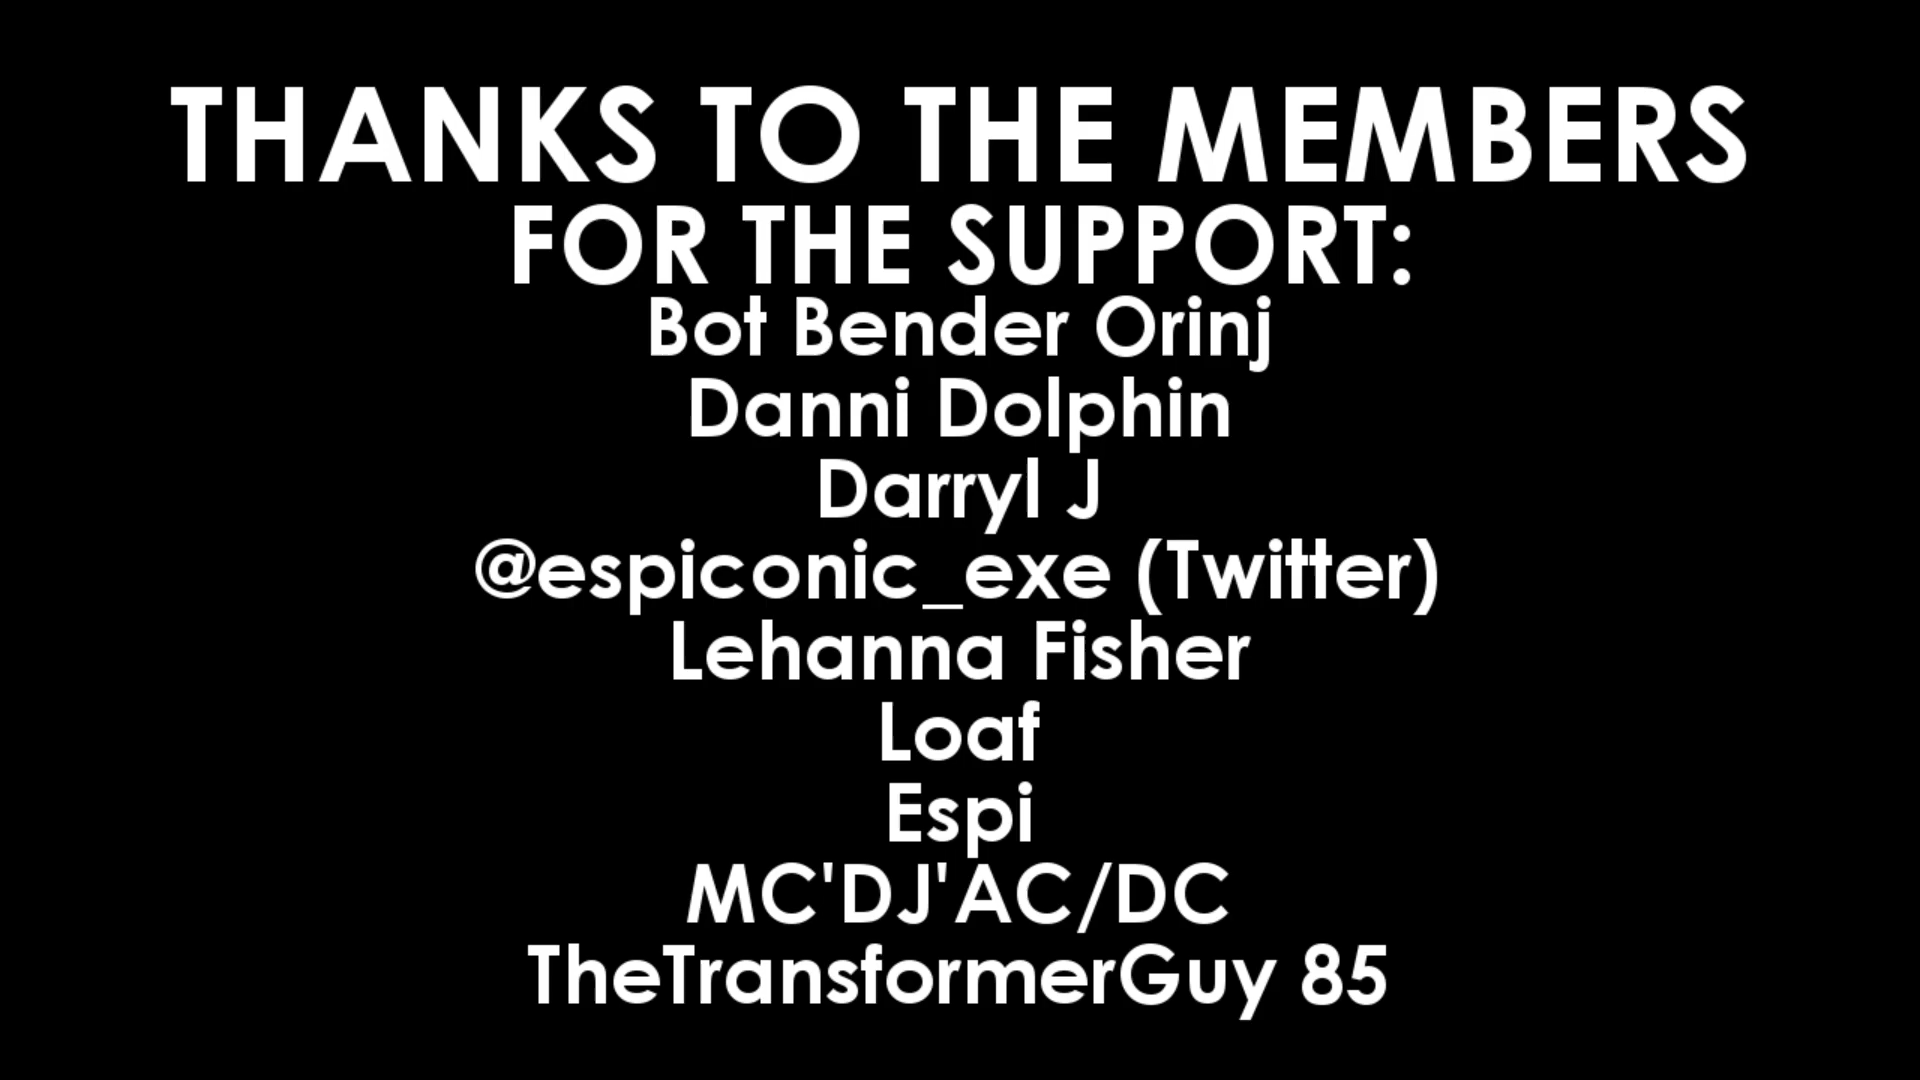 THANKS TO THE MEMBERS
FOR THE SUPPORT:
Bot Bender Orinj
Danni Dolphin
Darryl J
@espiconic_exe (Twitter)
Lehanna Fisher
Loaf
Espi
MC'DJ'AC/DC
TheTransformerGuy 85